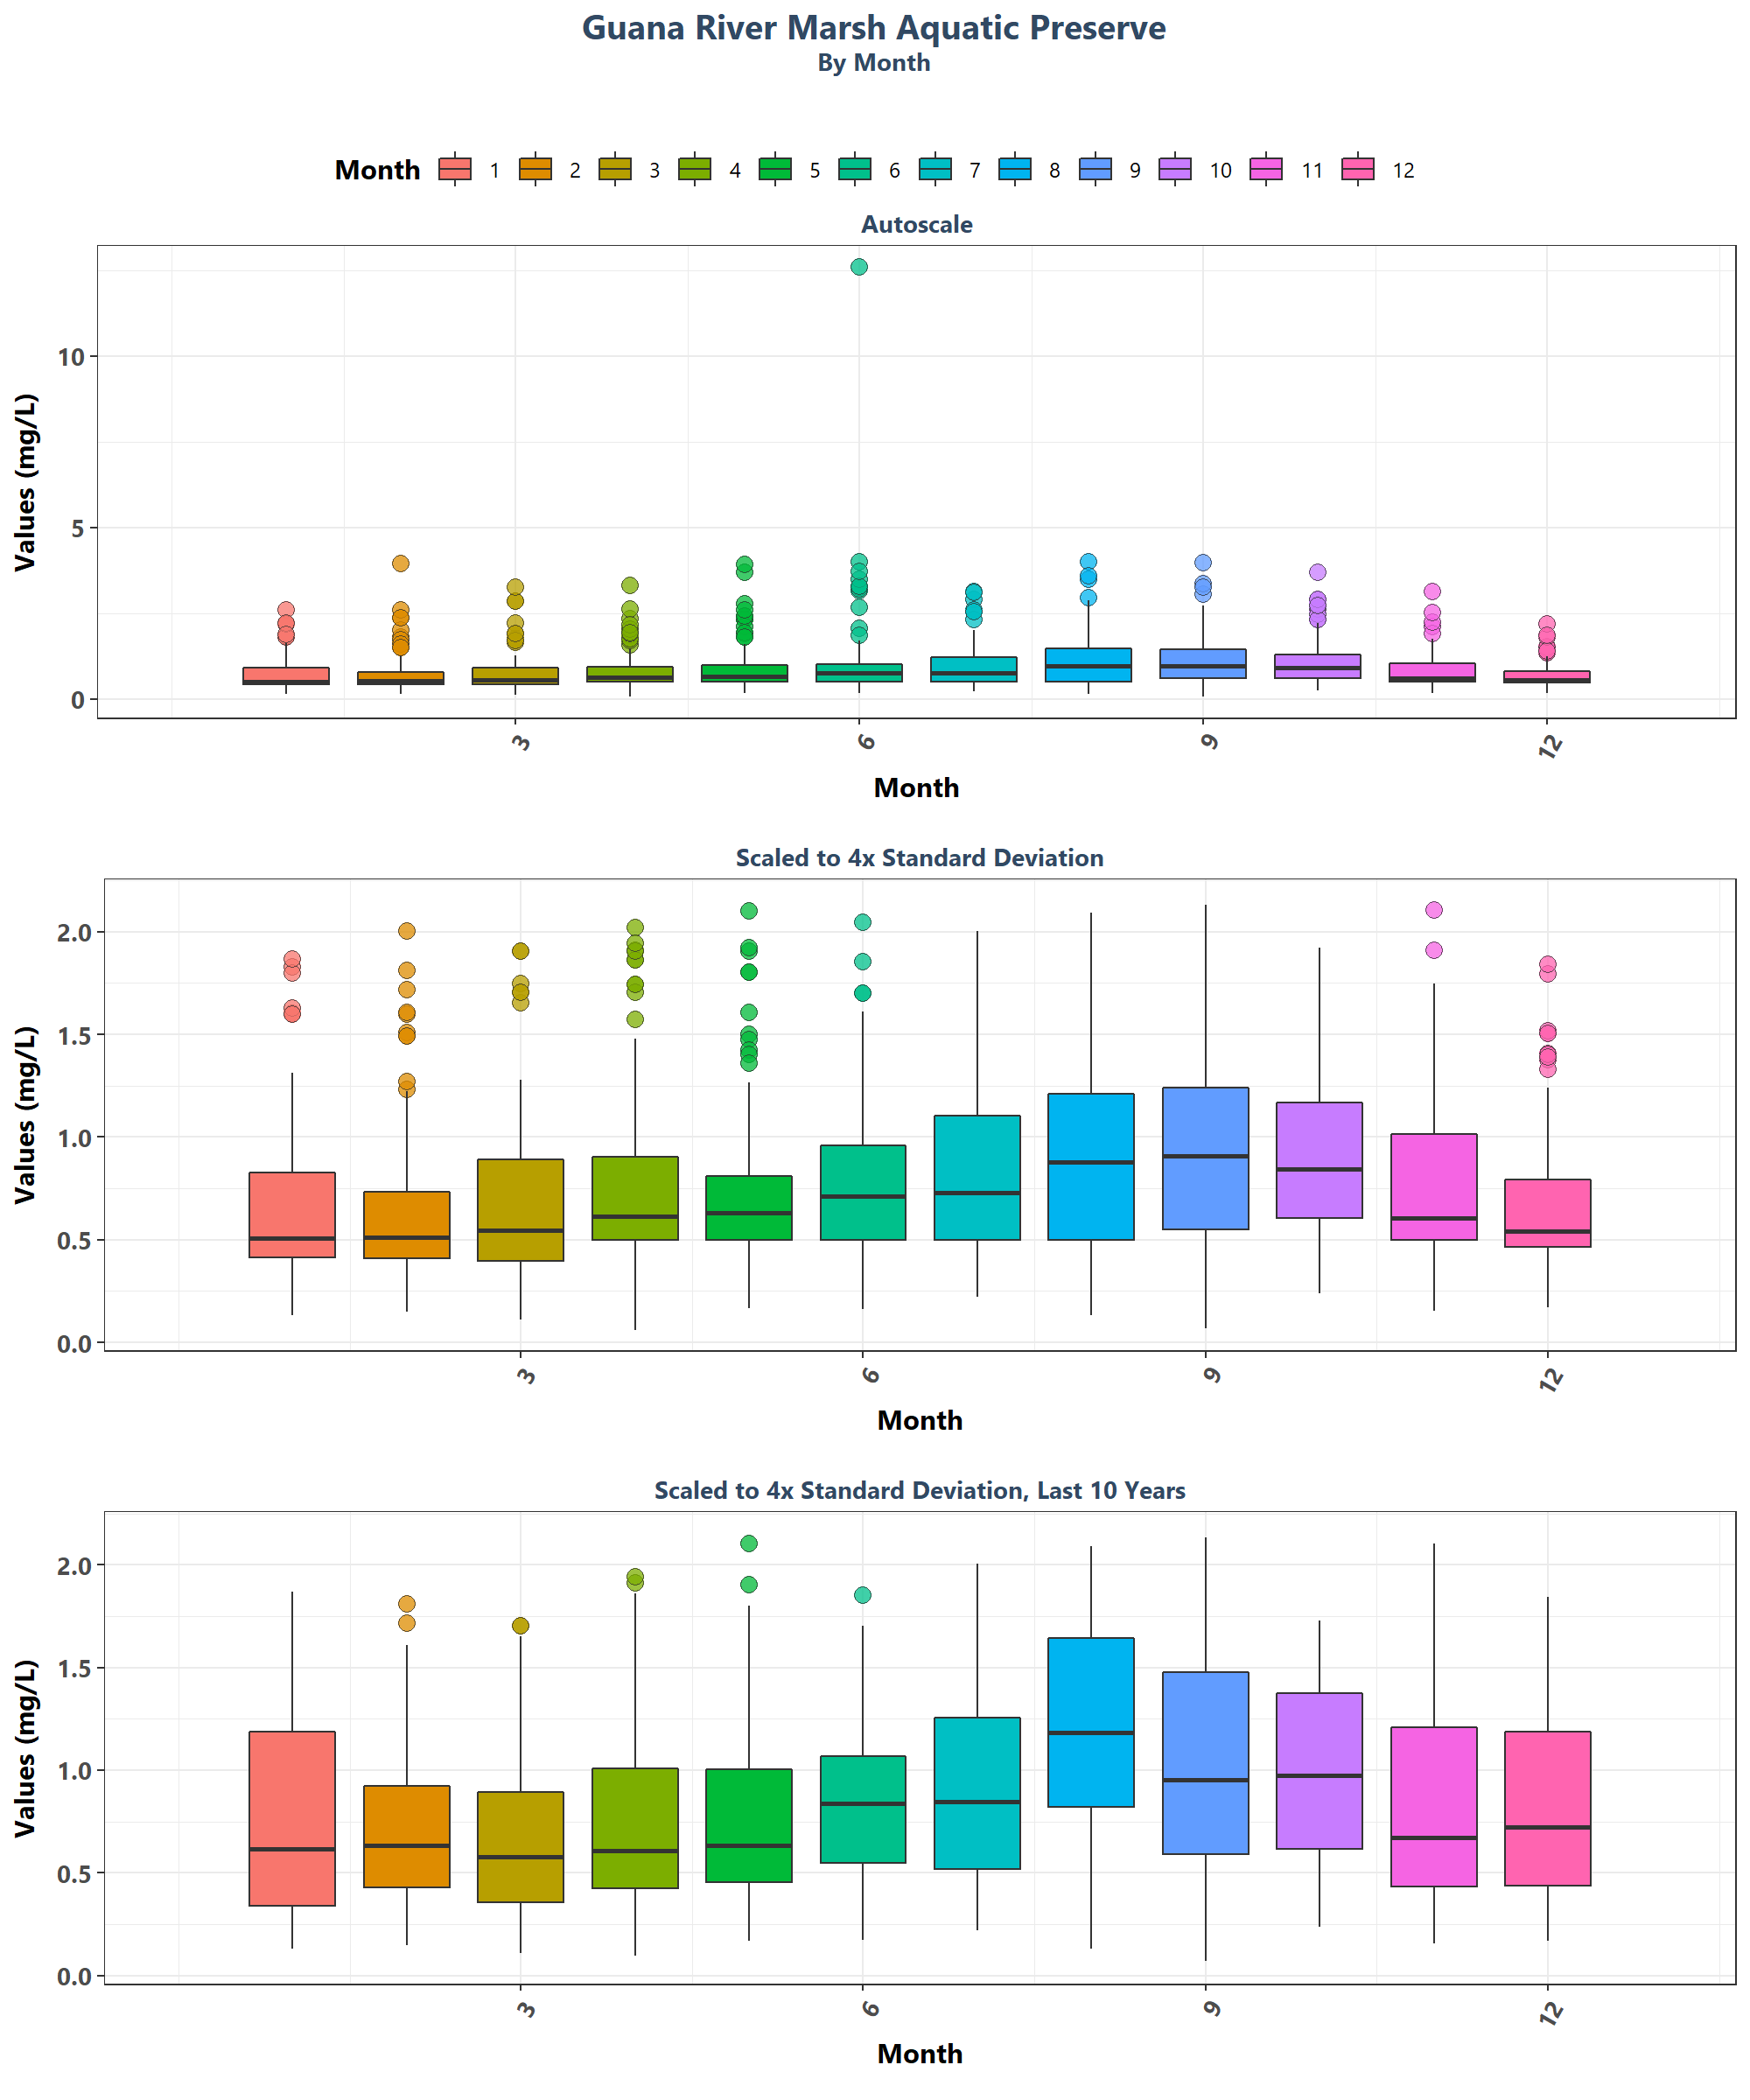 Guana River Marsh Aquatic Preserve
By Month
Month 1 2 3 4 5 6 7 8 9 10 11 12
Autoscale
Values (mg/L)
10
5
0
3 6 9 12
Month
Scaled to 4x Standard Deviation
Values (mg/L)
2.0
1.5
1.0
0.5
0.0
3 6 9 12
Month
Scaled to 4x Standard Deviation, Last 10 Years
Values (mg/L)
2.0
1.5
1.0
0.5
0.0
3 6 9 12
Month